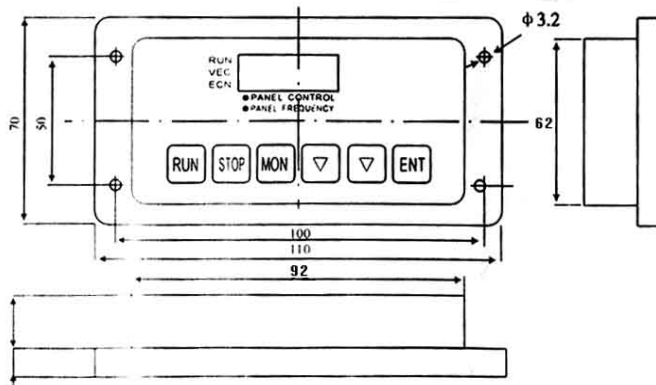 φ3.2
RUN
VEC
ECN
PANEL CONTROL
PANEL FREQUENCY
70
50
62
RUN STOP MON ▽ ▽ ENT
100
110
92